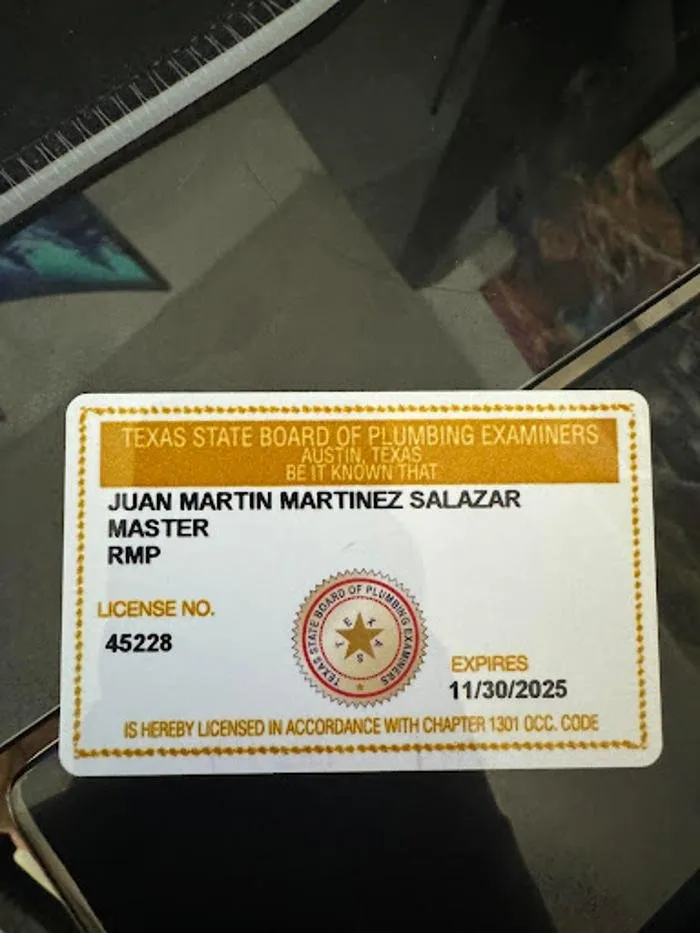 TEXAS STATE BOARD OF PLUMBING EXAMINERS
AUSTIN, TEXAS
BE IT KNOWN THAT
JUAN MARTIN MARTINEZ SALAZAR
MASTER
RMP
LICENSE NO.
45228
TEXAS STATE BOARD OF PLUMBING EXAMINERS
TEXAS
EXPIRES
11/30/2025
IS HEREBY LICENSED IN ACCORDANCE WITH CHAPTER 1301 OCC. CODE